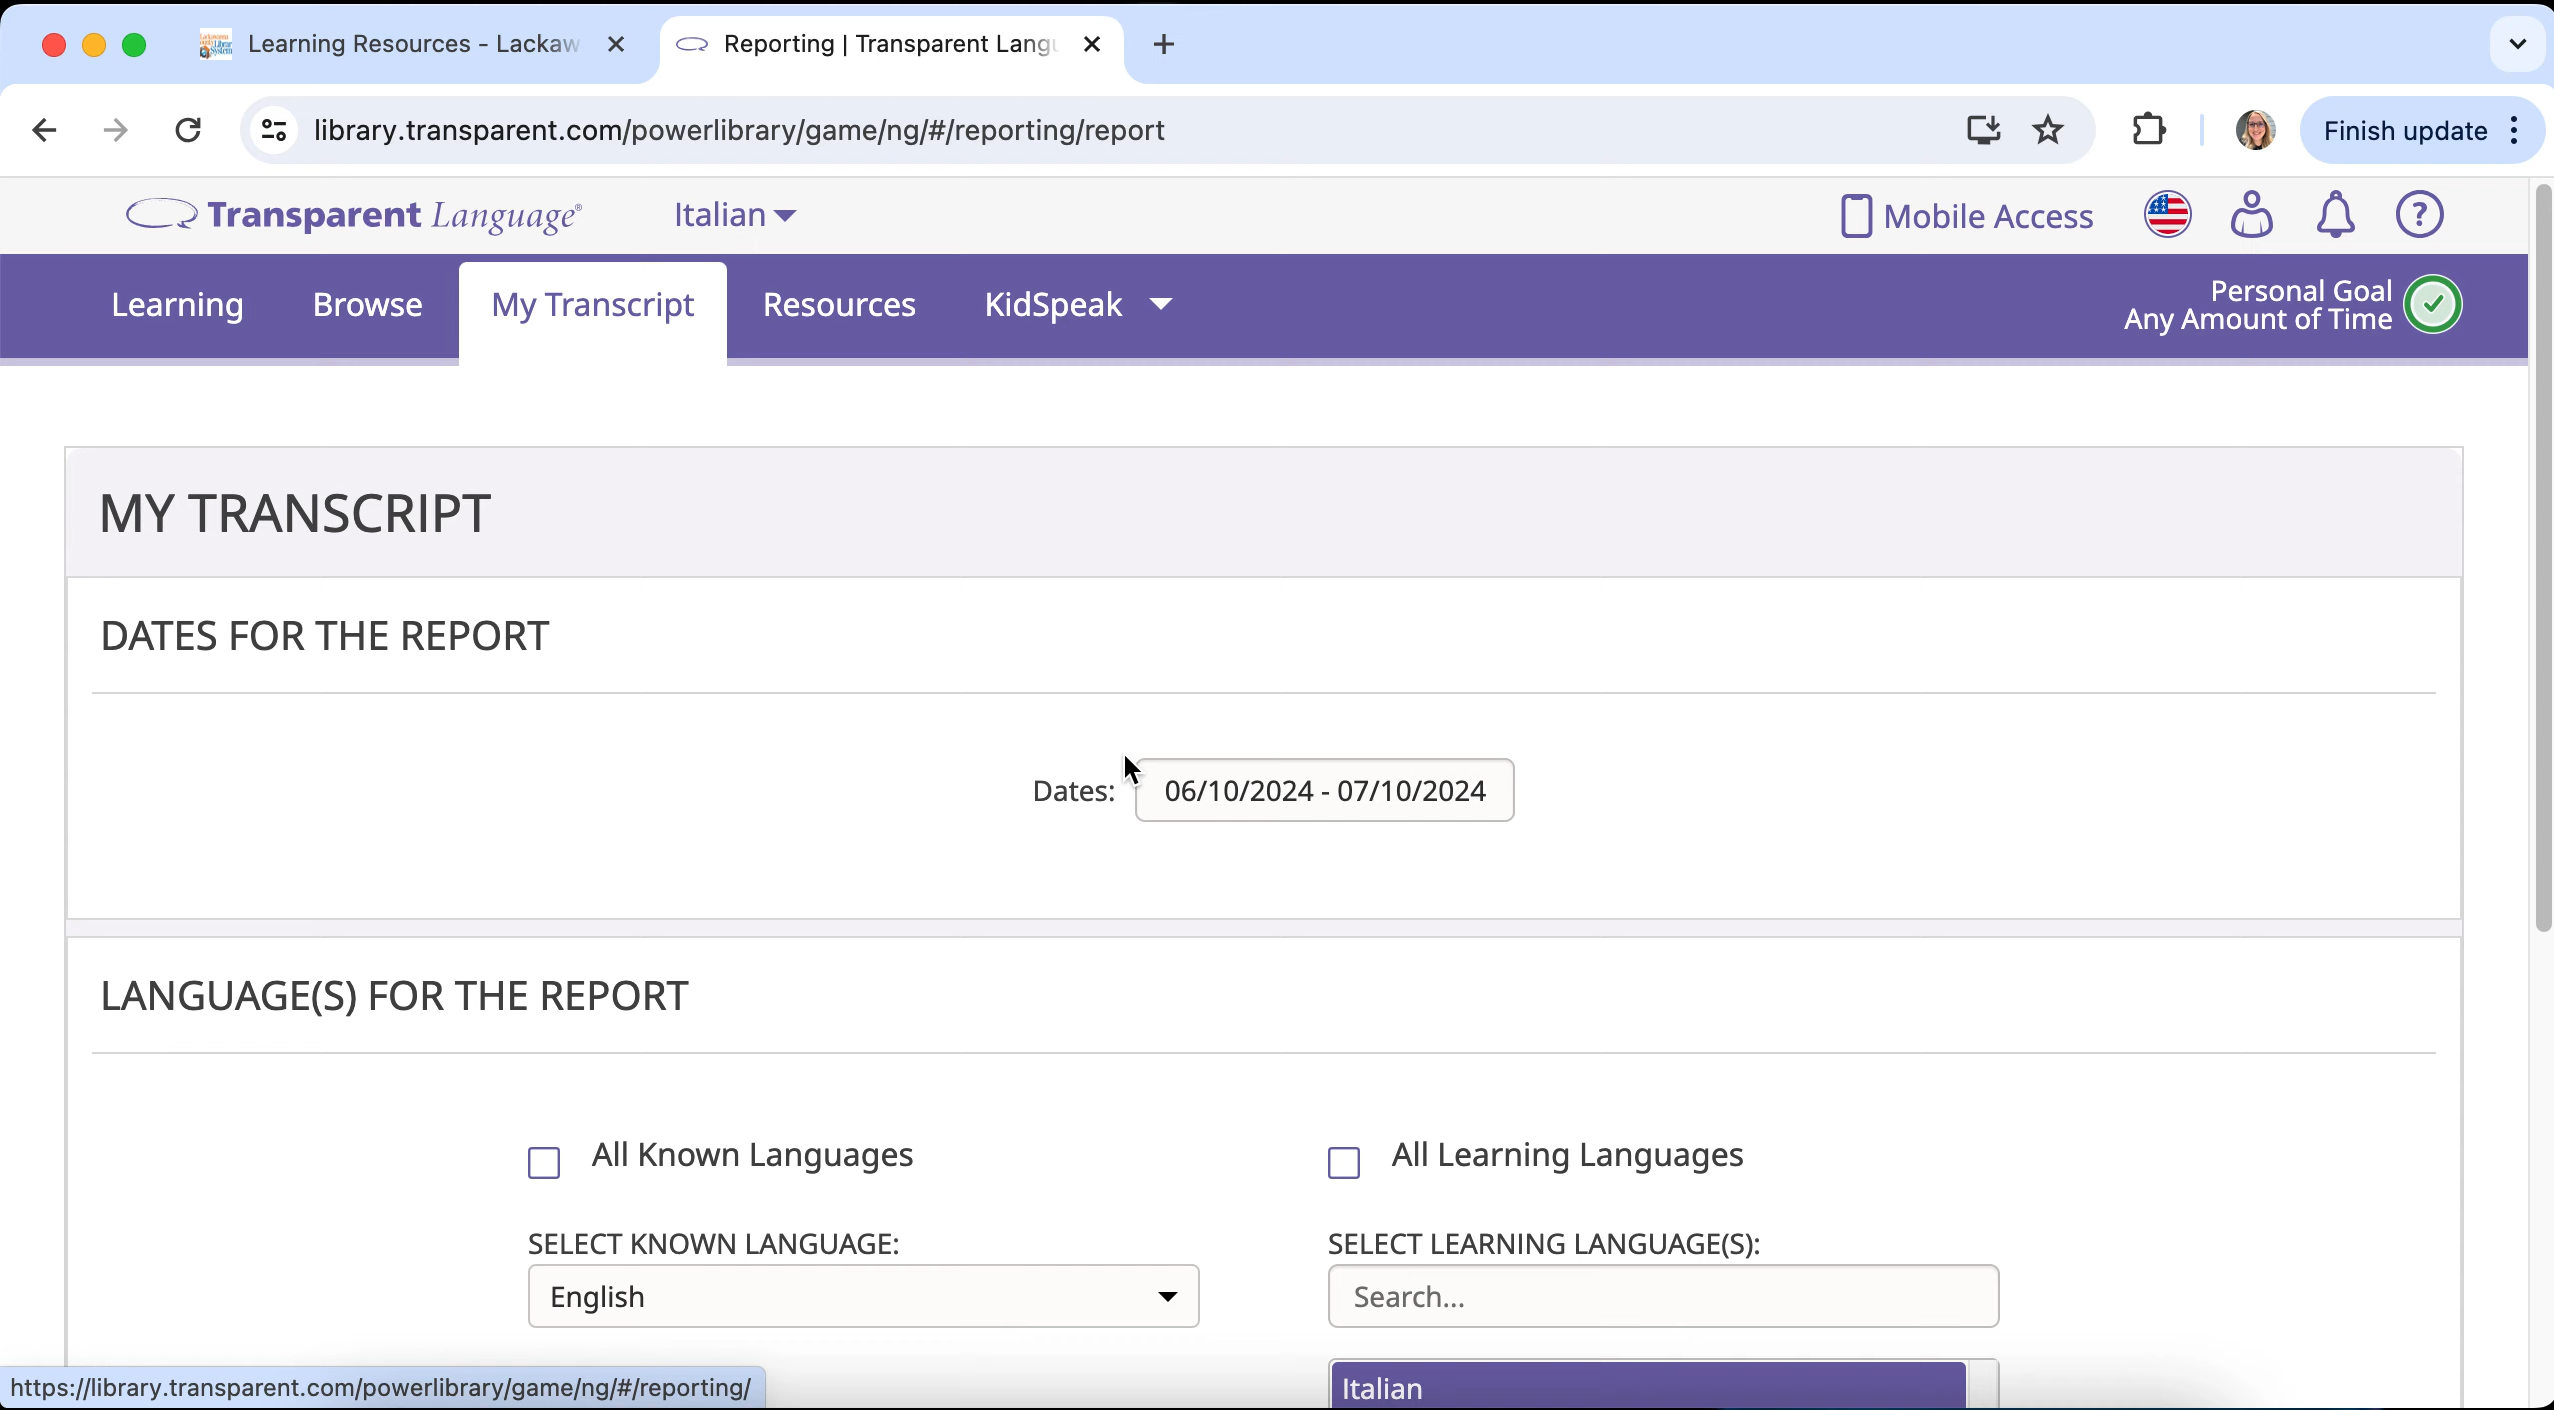 Learning Resources - Lackaw
Reporting | Transparent Langu
library.transparent.com/powerlibrary/game/ng/#/reporting/report
Finish update
Transparent Language®
Italian
Mobile Access
?
Learning
Browse
My Transcript
Resources
KidSpeak
Personal Goal
Any Amount of Time
MY TRANSCRIPT
DATES FOR THE REPORT
Dates:
06/10/2024 - 07/10/2024
LANGUAGE(S) FOR THE REPORT
All Known Languages
All Learning Languages
SELECT KNOWN LANGUAGE:
SELECT LEARNING LANGUAGE(S):
English
Search...
Italian
https://library.transparent.com/powerlibrary/game/ng/#/reporting/